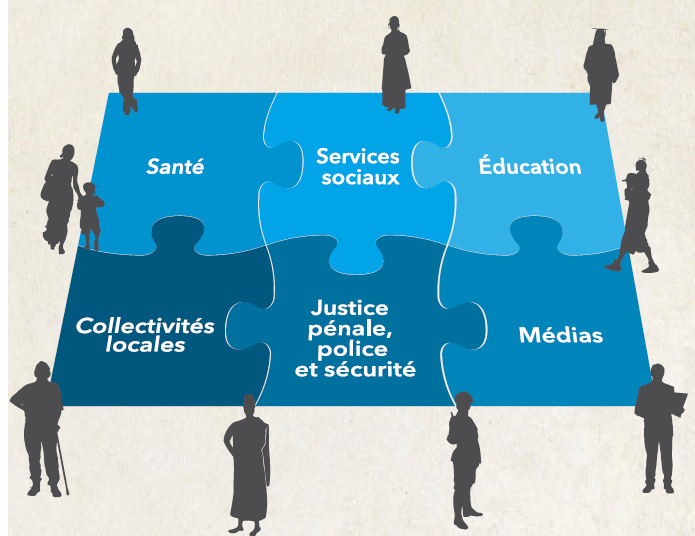 Santé
Services
sociaux
Éducation
Collectivités
locales
Justice
pénale,
police
et sécurité
Médias